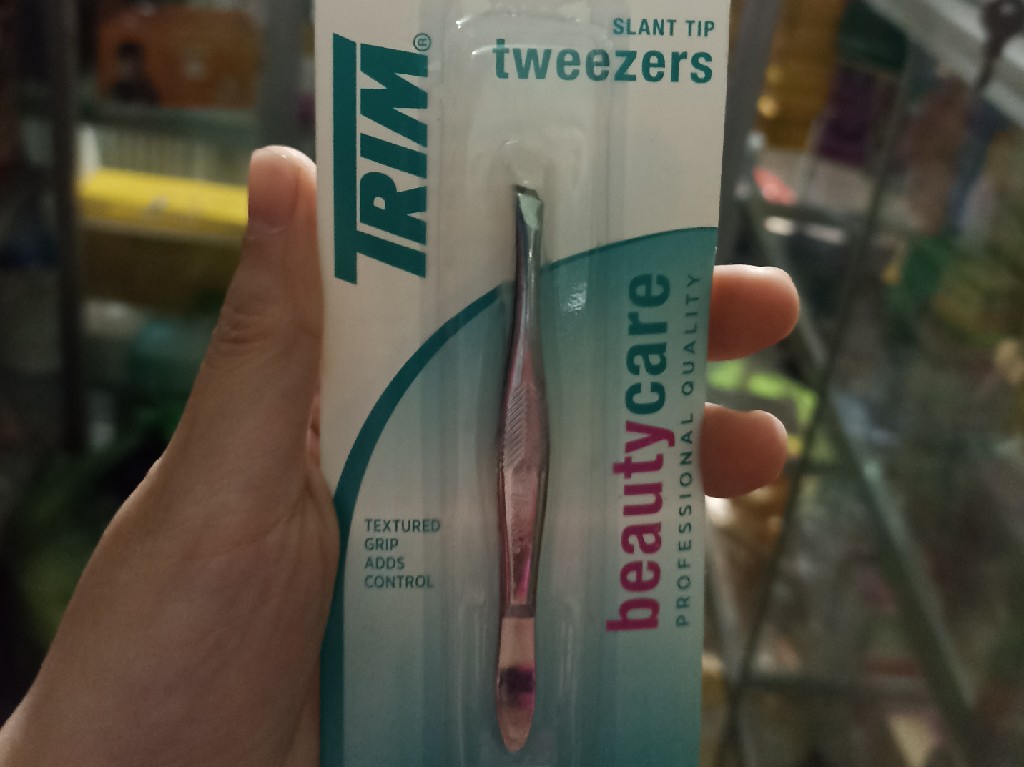 SLANT TIP
tweezers
TRIM®
beautycare
PROFESSIONAL QUALITY
TEXTURED
GRIP
ADDS
CONTROL